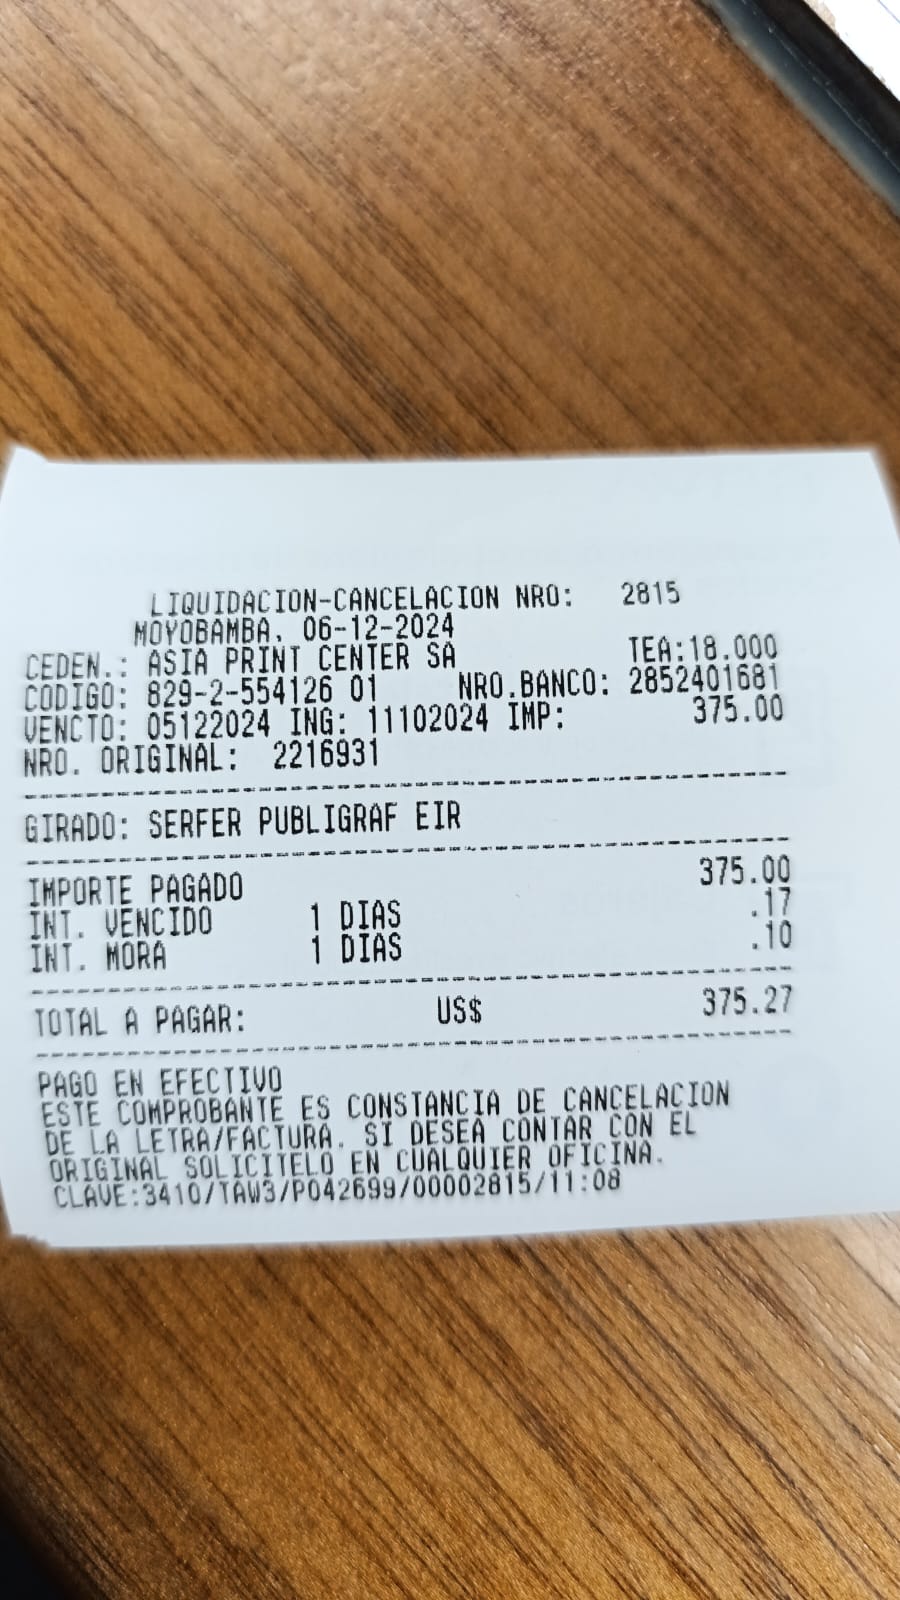 LIQUIDACION-CANCELACION NRO: 2815
MOYOBAMBA, 06-12-2024
CEDEN.: ASIA PRINT CENTER SA TEA:18.000
CODIGO: 829-2-554126 01 NRO.BANCO: 2852401681
VENCTO: 05122024 ING: 11102024 IMP: 375.00
NRO. ORIGINAL: 2216931
GIRADO: SERFER PUBLIGRAF EIR
IMPORTE PAGADO 375.00
INT. VENCIDO 1 DIAS .17
INT. MORA 1 DIAS .10
TOTAL A PAGAR: US$ 375.27
PAGO EN EFECTIVO
ESTE COMPROBANTE ES CONSTANCIA DE CANCELACION
DE LA LETRA/FACTURA. SI DESEA CONTAR CON EL
ORIGINAL SOLICITELO EN CUALQUIER OFICINA.
CLAVE:3410/TAW3/P042699/00002815/11:08